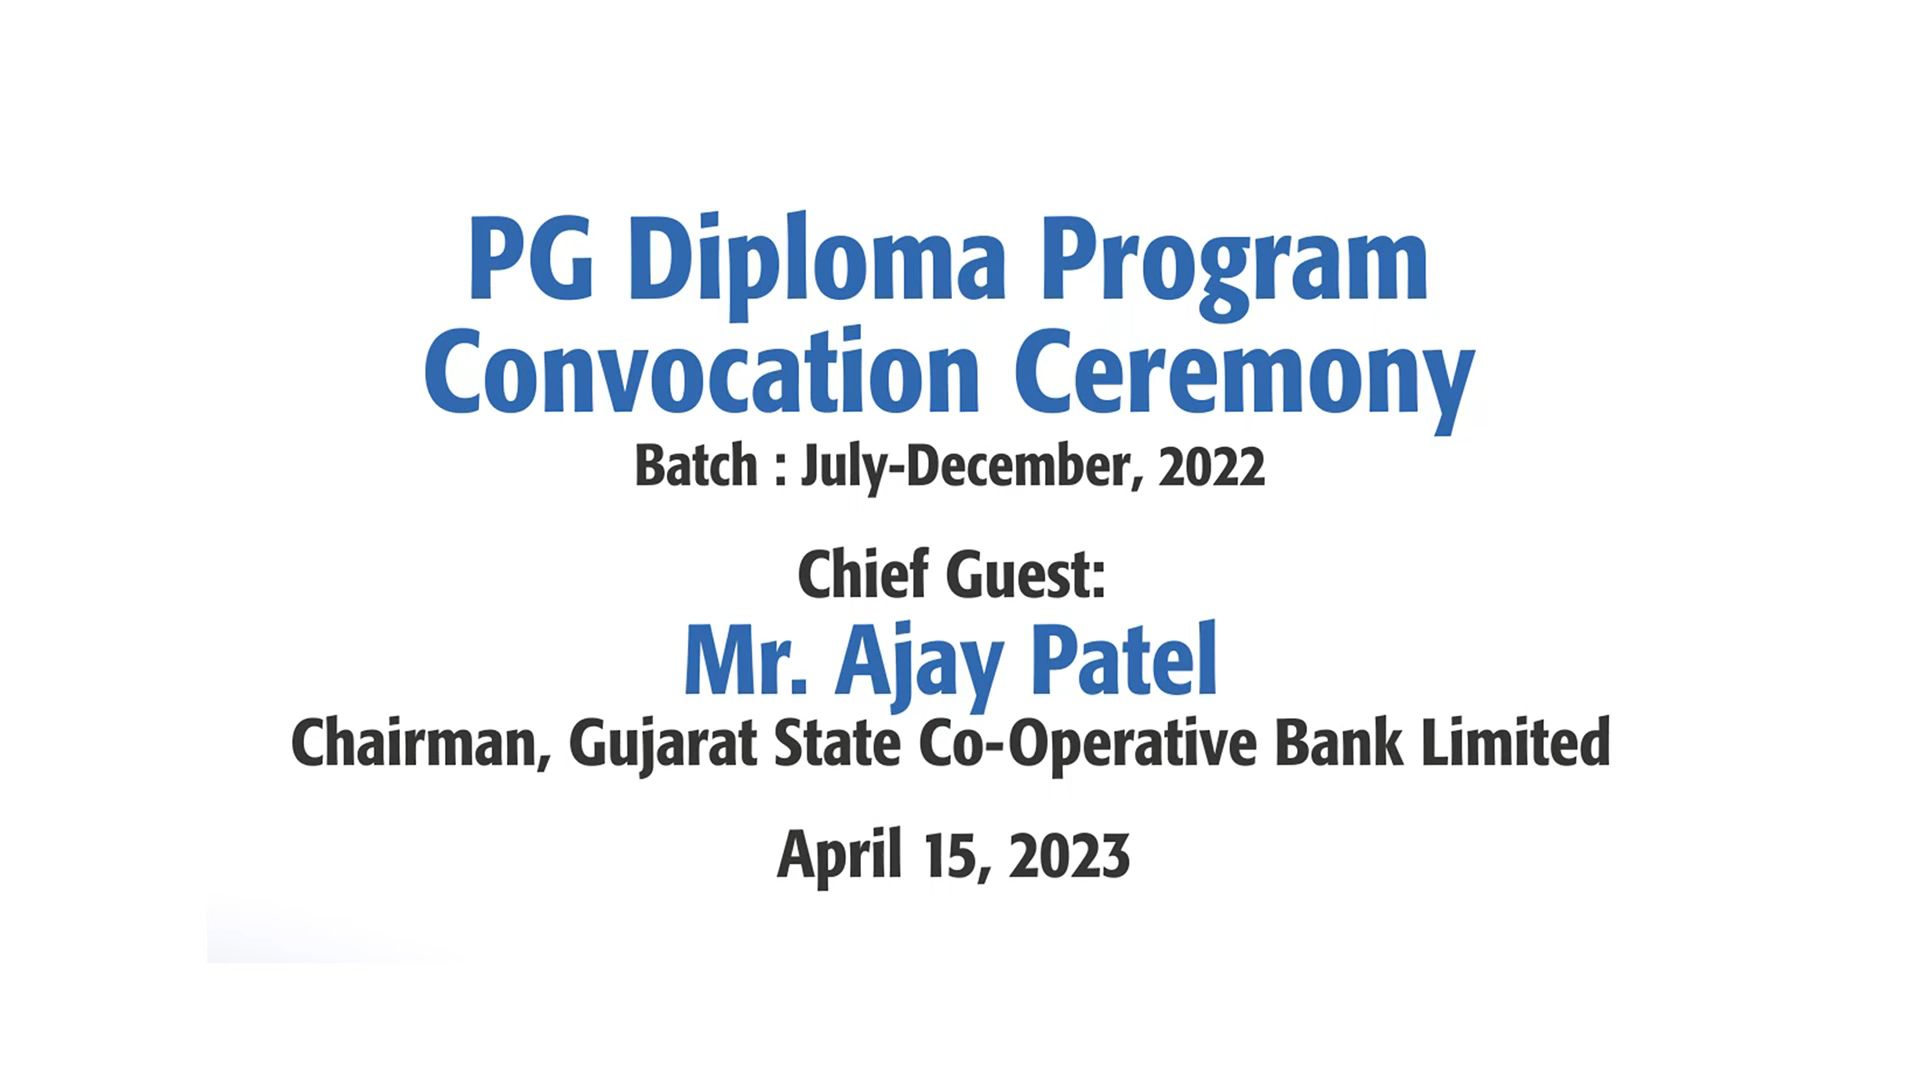 PG Diploma Program
Convocation Ceremony
Batch : July-December, 2022
Chief Guest:
Mr. Ajay Patel
Chairman, Gujarat State Co-Operative Bank Limited
April 15, 2023